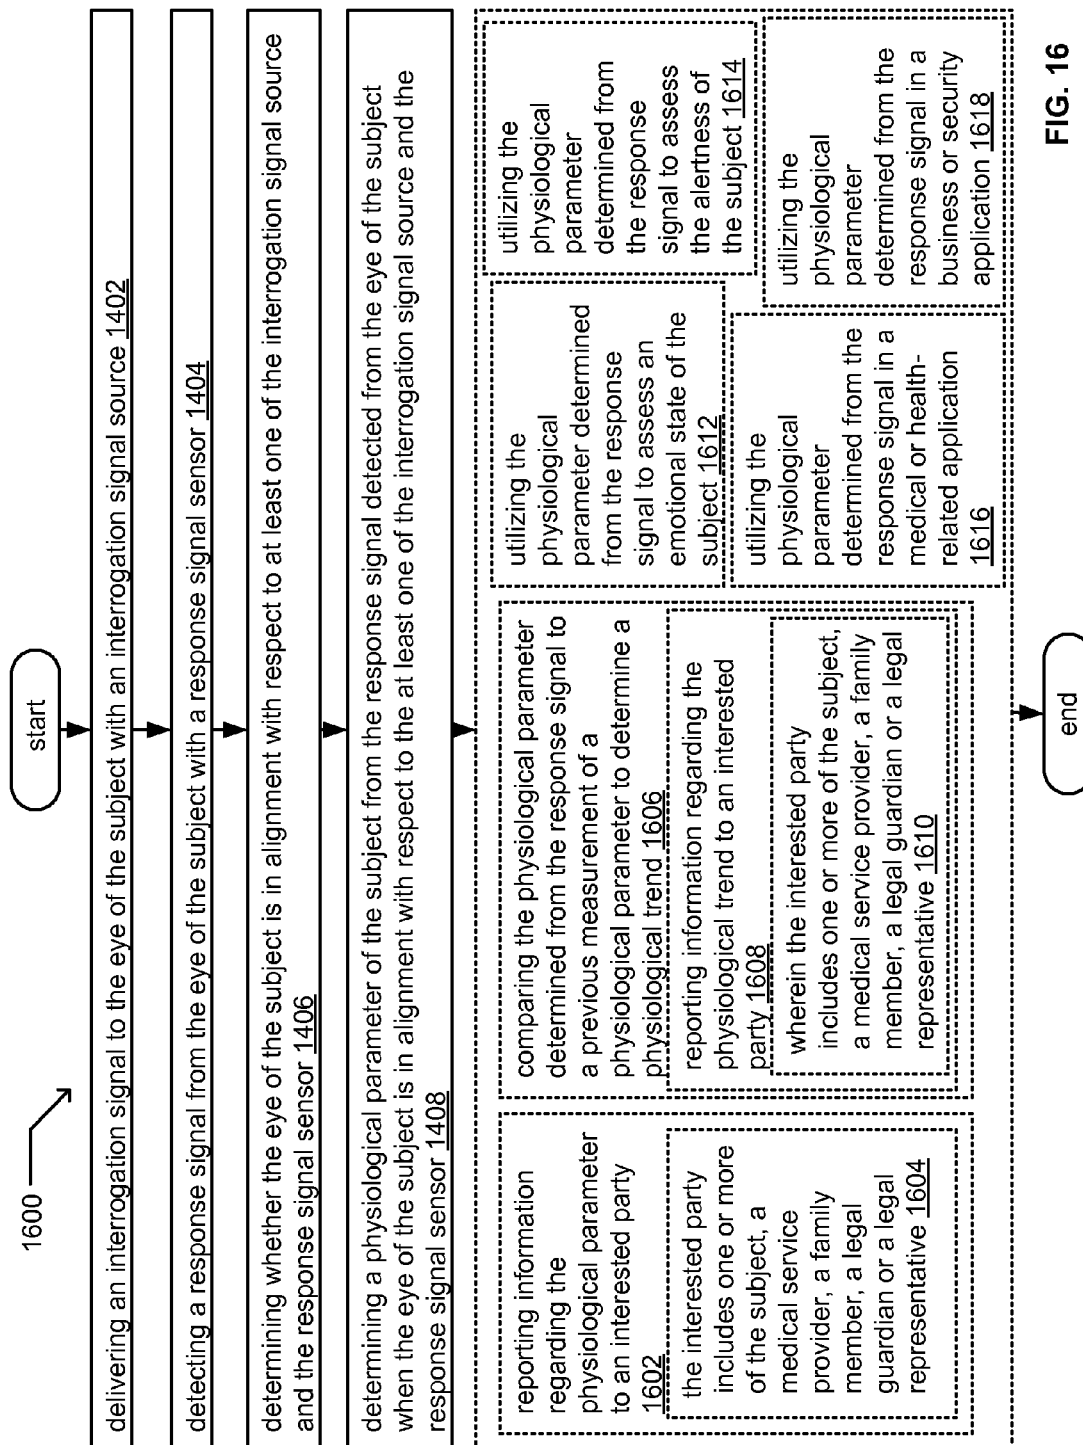 1600
start
delivering an interrogation signal to the eye of the subject with an interrogation signal source 1402
detecting a response signal from the eye of the subject with a response signal sensor 1404
determining whether the eye of the subject is in alignment with respect to at least one of the interrogation signal source
and the response signal sensor 1406
determining a physiological parameter of the subject from the response signal detected from the eye of the subject
when the eye of the subject is in alignment with respect to the at least one of the interrogation signal source and the
response signal sensor 1408
reporting information
regarding the
physiological parameter
to an interested party
1602
the interested party
includes one or more
of the subject, a
medical service
provider, a family
member, a legal
guardian or a legal
representative 1604
comparing the physiological parameter
determined from the response signal to
a previous measurement of a
physiological parameter to determine a
physiological trend 1606
reporting information regarding the
physiological trend to an interested
party 1608
wherein the interested party
includes one or more of the subject,
a medical service provider, a family
member, a legal guardian or a legal
representative 1610
utilizing the
physiological
parameter determined
from the response
signal to assess an
emotional state of the
subject 1612
utilizing the
physiological
parameter
determined from
the response
signal to assess
the alertness of
the subject 1614
utilizing the
physiological
parameter
determined from the
response signal in a
medical or health-
related application
1616
utilizing the
physiological
parameter
determined from the
response signal in a
business or security
application 1618
end
FIG. 16